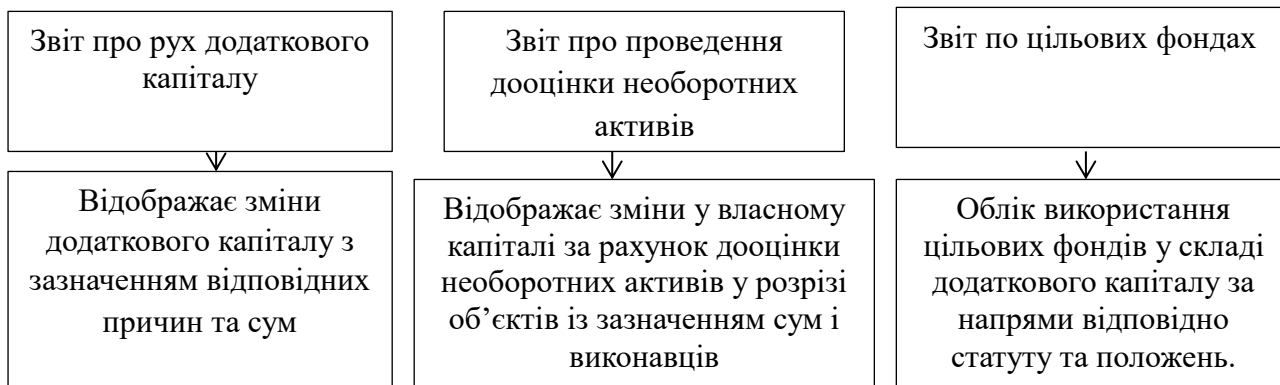 Звіт про рух додаткового
капіталу
Звіт про проведення
дооцінки необоротних
активів
Звіт по цільових фондах
Відображає зміни
додаткового капіталу з
зазначенням відповідних
причин та сум
Відображає зміни у власному
капіталі за рахунок дооцінки
необоротних активів у розрізі
об’єктів із зазначенням сум і
виконавців
Облік використання
цільових фондів у складі
додаткового капіталу за
напрями відповідно
статуту та положень.